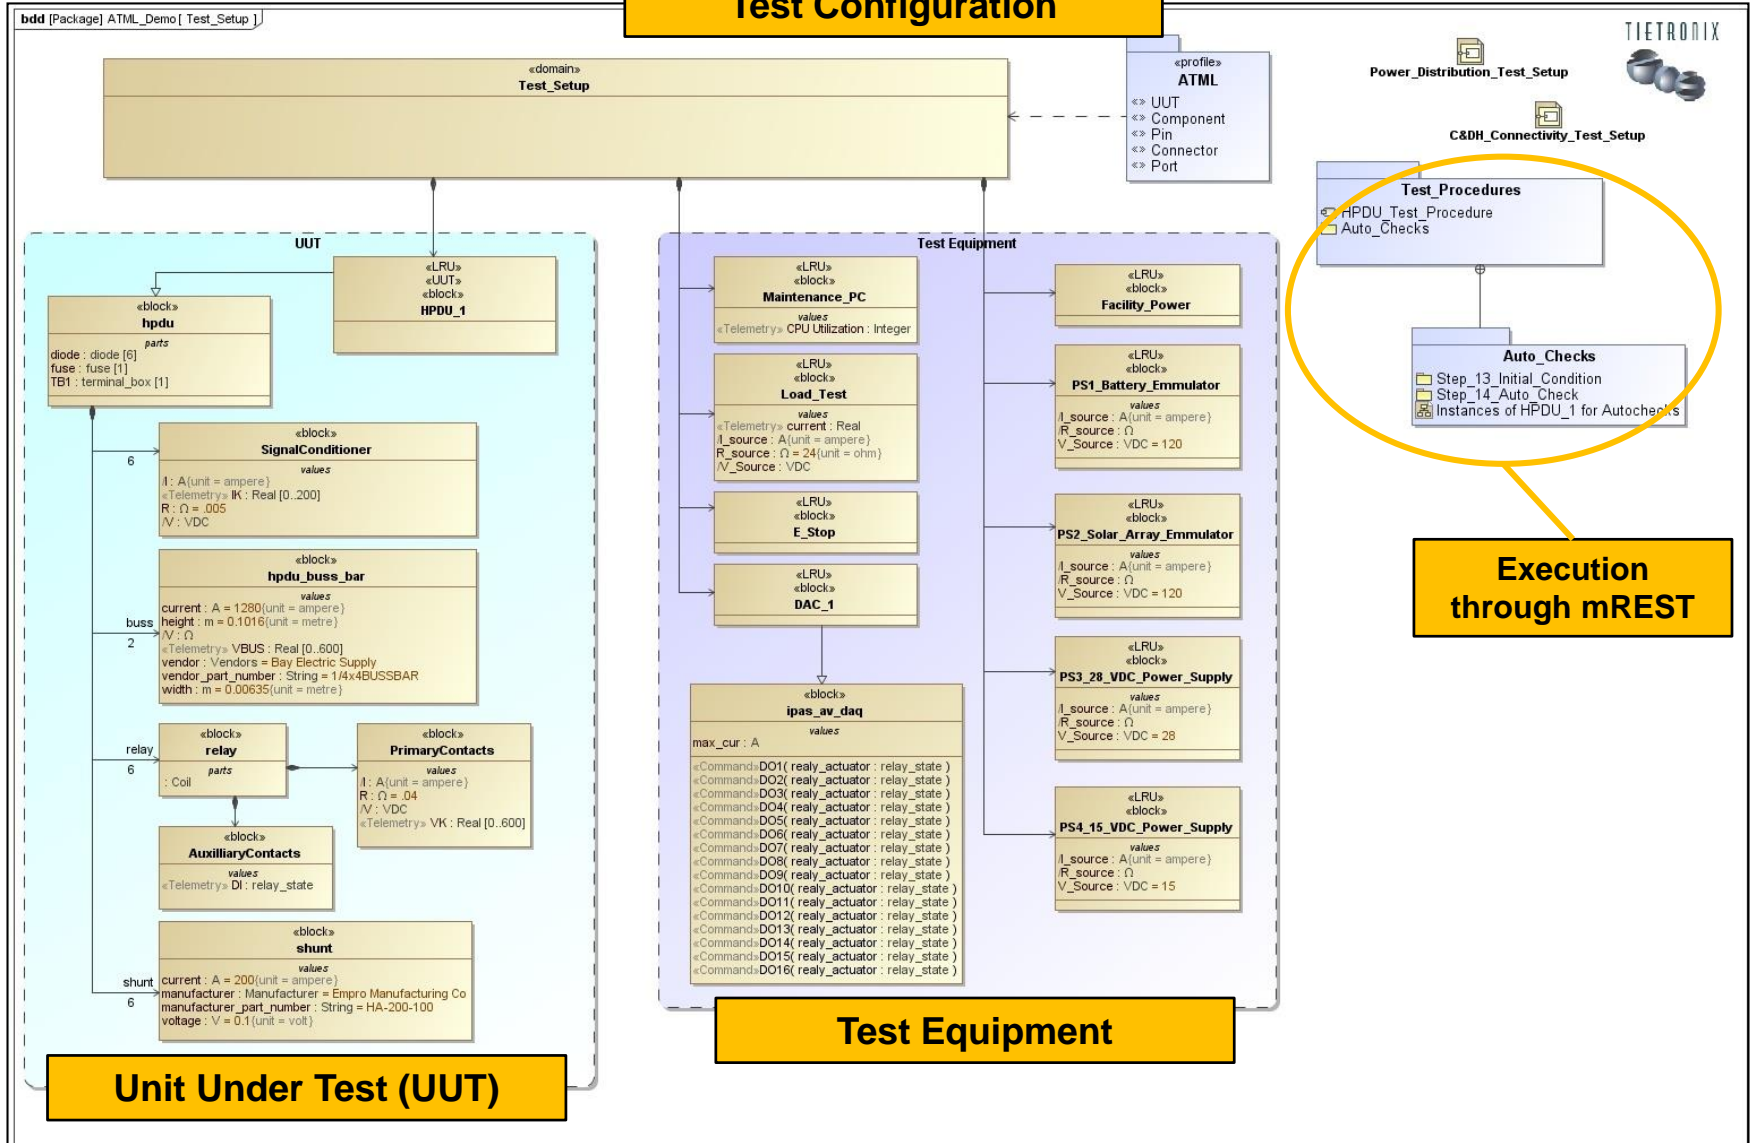 Test Configuration
bdd [Package] ATML_Demo[ Test_Setup ]
TIETRONIX
«domain»
Test_Setup
«profile»
ATML
«» UUT
«» Component
«» Pin
«» Connector
«» Port
Power_Distribution_Test_Setup
C&DH_Connectivity_Test_Setup
Test_Procedures
HPDU_Test_Procedure
Auto_Checks
Auto_Checks
Step_13_Initial_Condition
Step_14_Auto_Check
Instances of HPDU_1 for Autochecks
Execution
through mREST
UUT
«LRU»
«UUT»
«block»
HPDU_1
«block»
hpdu
parts
diode : diode [6]
fuse : fuse [1]
TB1 : terminal_box [1]
6
«block»
SignalConditioner
values
/I : A{unit = ampere}
«Telemetry» IK : Real [0..200]
R : Ω = .005
/V : VDC
buss
2
«block»
hpdu_buss_bar
values
current : A = 1280{unit = ampere}
height : m = 0.1016{unit = metre}
/V : Ω
«Telemetry» VBUS : Real [0..600]
vendor : Vendors = Bay Electric Supply
vendor_part_number : String = 1/4x4BUSSBAR
width : m = 0.00635{unit = metre}
relay
6
«block»
relay
parts
: Coil
«block»
PrimaryContacts
values
/I : A{unit = ampere}
R : Ω = .04
/V : VDC
«Telemetry» VK : Real [0..600]
«block»
AuxilliaryContacts
values
«Telemetry» DI : relay_state
shunt
6
«block»
shunt
values
current : A = 200{unit = ampere}
manufacturer : Manufacturer = Empro Manufacturing Co
manufacturer_part_number : String = HA-200-100
voltage : V = 0.1{unit = volt}
Unit Under Test (UUT)
Test Equipment
«LRU»
«block»
Maintenance_PC
values
«Telemetry» CPU Utilization : Integer
«LRU»
«block»
Load_Test
values
«Telemetry» current : Real
/I_source : A{unit = ampere}
R_source : Ω = 24{unit = ohm}
/V_Source : VDC
«LRU»
«block»
E_Stop
«LRU»
«block»
DAC_1
«block»
ipas_av_daq
values
max_cur : A
«Command»DO1( realy_actuator : relay_state )
«Command»DO2( realy_actuator : relay_state )
«Command»DO3( realy_actuator : relay_state )
«Command»DO4( realy_actuator : relay_state )
«Command»DO5( realy_actuator : relay_state )
«Command»DO6( realy_actuator : relay_state )
«Command»DO7( realy_actuator : relay_state )
«Command»DO8( realy_actuator : relay_state )
«Command»DO9( realy_actuator : relay_state )
«Command»DO10( realy_actuator : relay_state )
«Command»DO11( realy_actuator : relay_state )
«Command»DO12( realy_actuator : relay_state )
«Command»DO13( realy_actuator : relay_state )
«Command»DO14( realy_actuator : relay_state )
«Command»DO15( realy_actuator : relay_state )
«Command»DO16( realy_actuator : relay_state )
«LRU»
«block»
Facility_Power
«LRU»
«block»
PS1_Battery_Emmulator
values
/I_source : A{unit = ampere}
/R_source : Ω
V_Source : VDC = 120
«LRU»
«block»
PS2_Solar_Array_Emmulator
values
/I_source : A{unit = ampere}
/R_source : Ω
V_Source : VDC = 120
«LRU»
«block»
PS3_28_VDC_Power_Supply
values
/I_source : A{unit = ampere}
/R_source : Ω
V_Source : VDC = 28
«LRU»
«block»
PS4_15_VDC_Power_Supply
values
/I_source : A{unit = ampere}
/R_source : Ω
V_Source : VDC = 15
Test Equipment